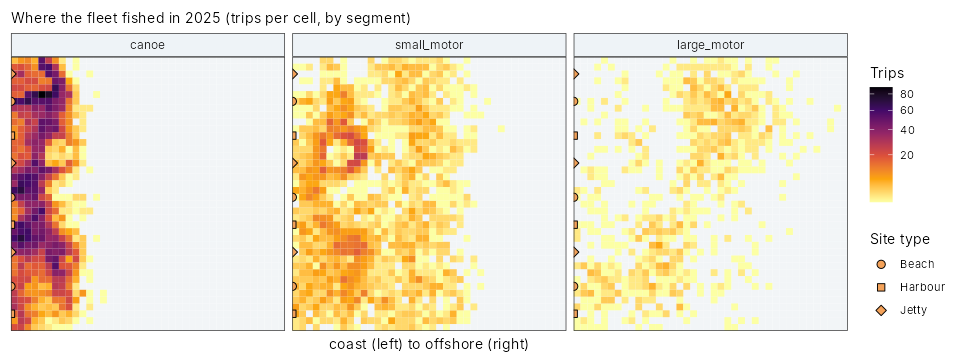 Where the fleet fished in 2025 (trips per cell, by segment)
canoe
small_motor
large_motor
Trips
80
60
40
20
Site type
Beach
Harbour
Jetty
coast (left) to offshore (right)